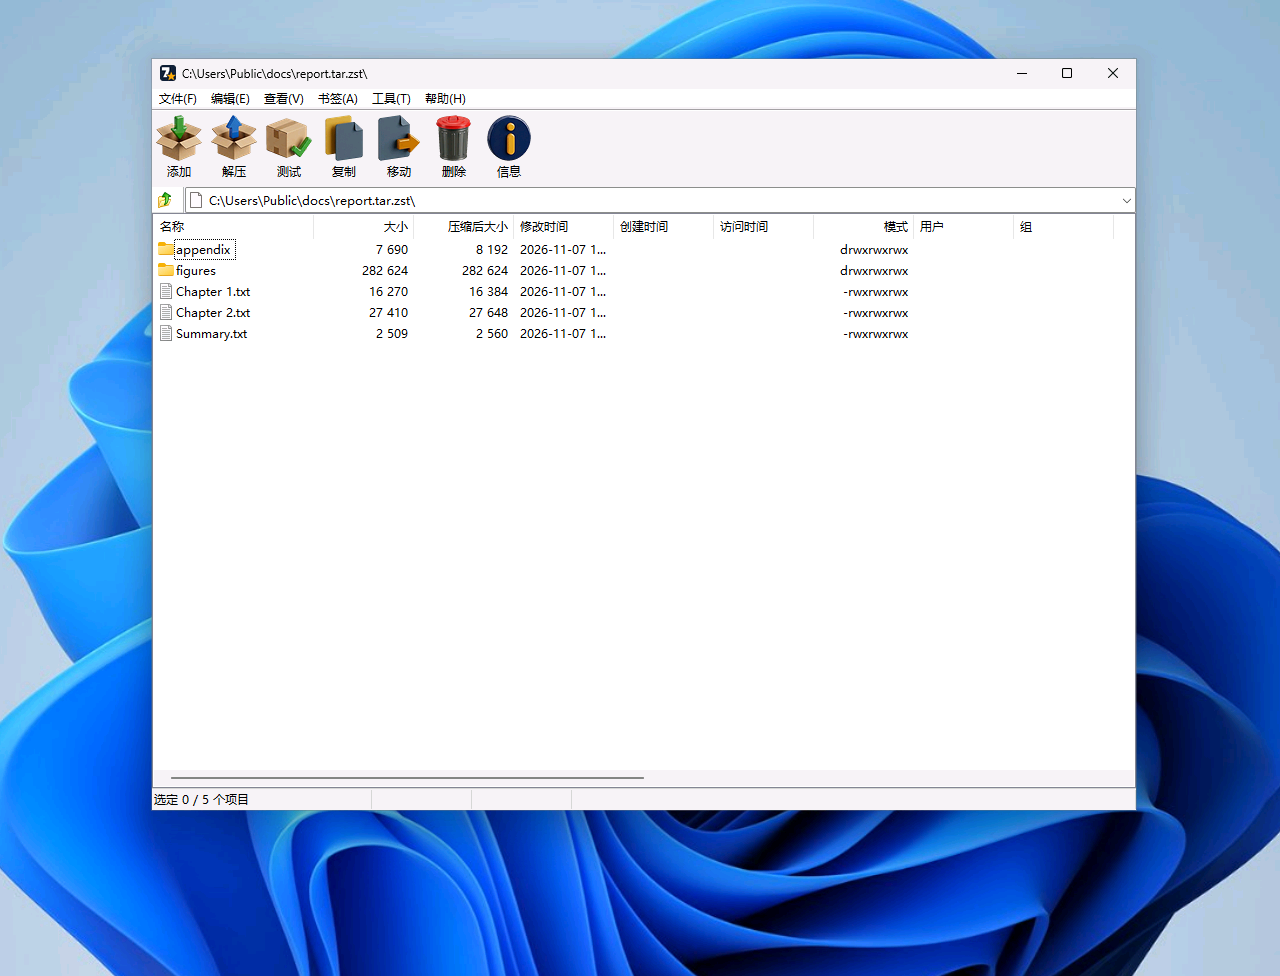 C:\Users\Public\docs\report.tar.zst\
文件(F) 编辑(E) 查看(V) 书签(A) 工具(T) 帮助(H)
添加 解压 测试 复制 移动 删除 信息
C:\Users\Public\docs\report.tar.zst\
名称 大小 压缩后大小 修改时间 创建时间 访问时间 模式 用户 组
appendix 7 690 8 192 2026-11-07 1... drwxrwxrwx
figures 282 624 282 624 2026-11-07 1... drwxrwxrwx
Chapter 1.txt 16 270 16 384 2026-11-07 1... -rwxrwxrwx
Chapter 2.txt 27 410 27 648 2026-11-07 1... -rwxrwxrwx
Summary.txt 2 509 2 560 2026-11-07 1... -rwxrwxrwx
选定 0 / 5 个项目